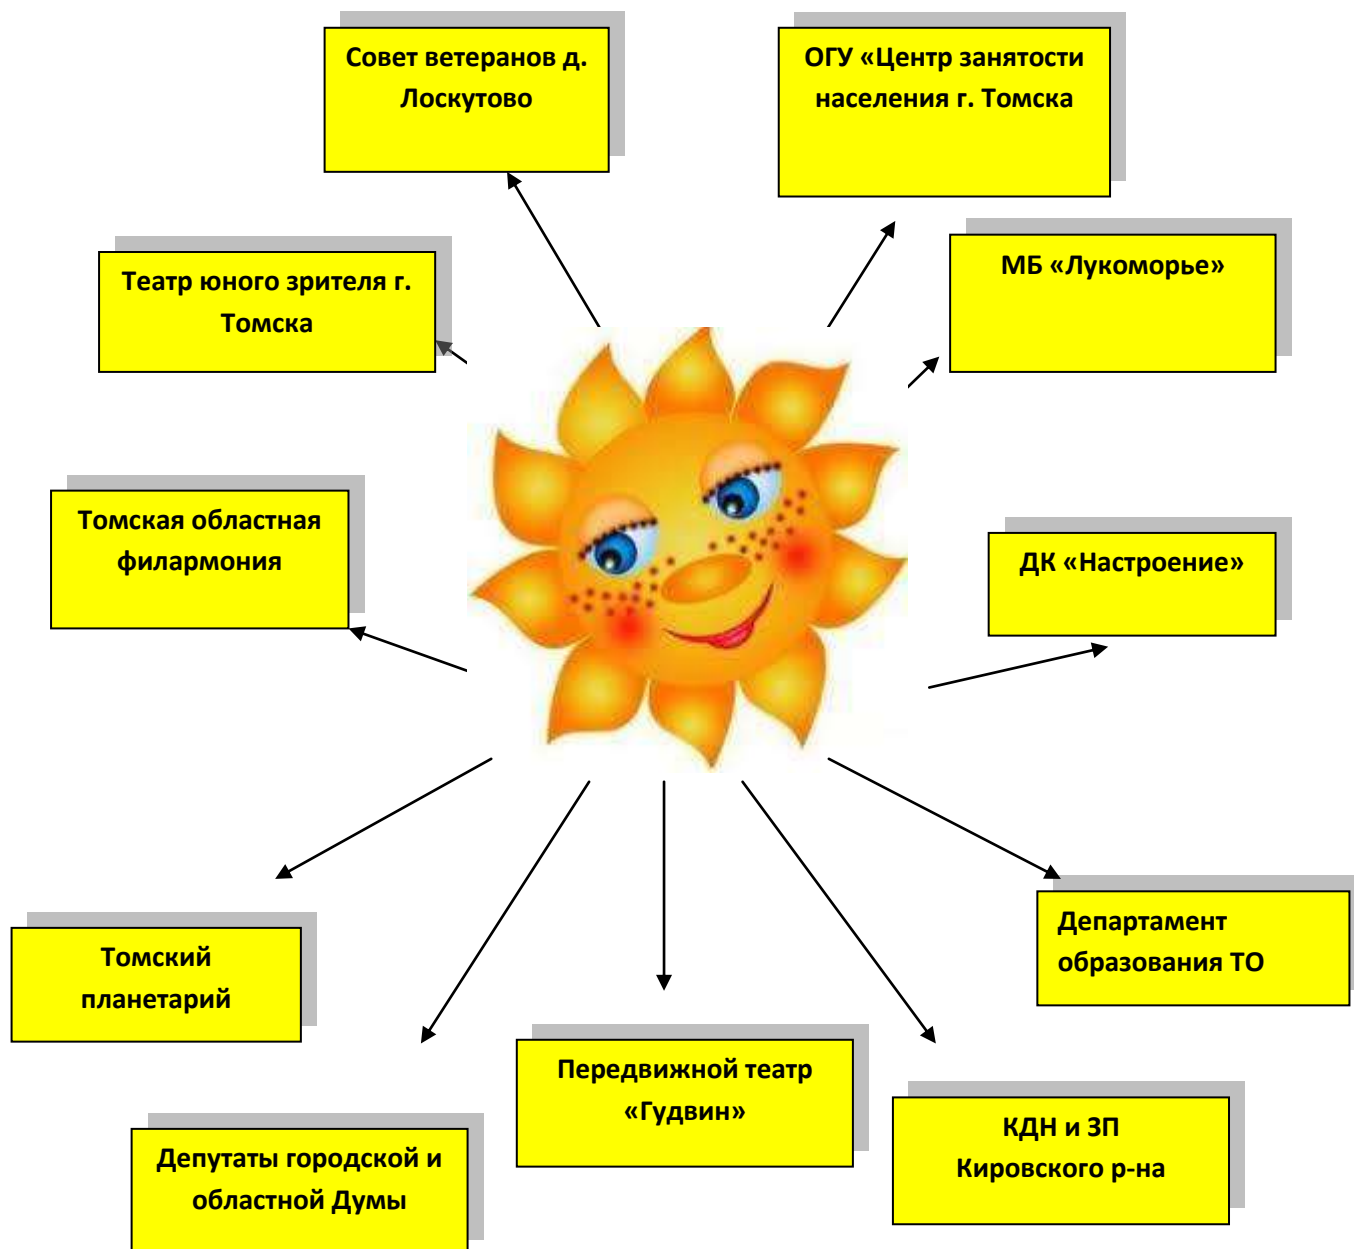 Совет ветеранов д.
Лоскутово
ОГУ «Центр занятости
населения г. Томска
Театр юного зрителя г.
Томска
МБ «Лукоморье»
Томская областная
филармония
ДК «Настроение»
Томский
планетарий
Департамент
образования ТО
Передвижной театр
«Гудвин»
КДН и ЗП
Кировского р-на
Депутаты городской и
областной Думы